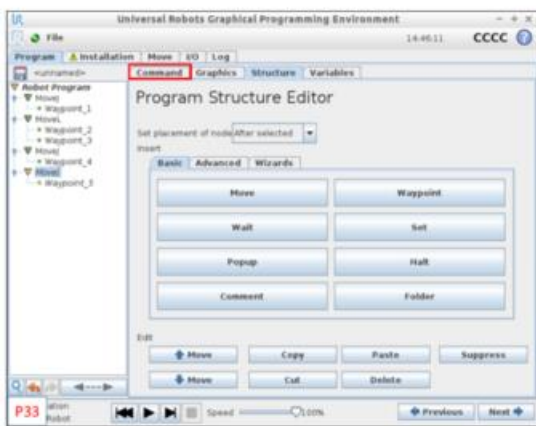 Universal Robots Graphical Programming Environment
File
14:46:11
CCCC
?
Program Installation Move I/O Log
<unnamed>
Command Graphics Structure Variables
Robot Program
MoveJ
Waypoint_1
MoveL
Waypoint_2
Waypoint_3
MoveJ
Waypoint_4
Waypoint_5
Program Structure Editor
Set placement of node After selected
Insert
Basic Advanced Wizards
Move Waypoint
Wait Set
Popup Halt
Comment Folder
Edit
Move Copy Paste Suppress
Move Cut Delete
P33
Robot
Speed 100%
Previous Next